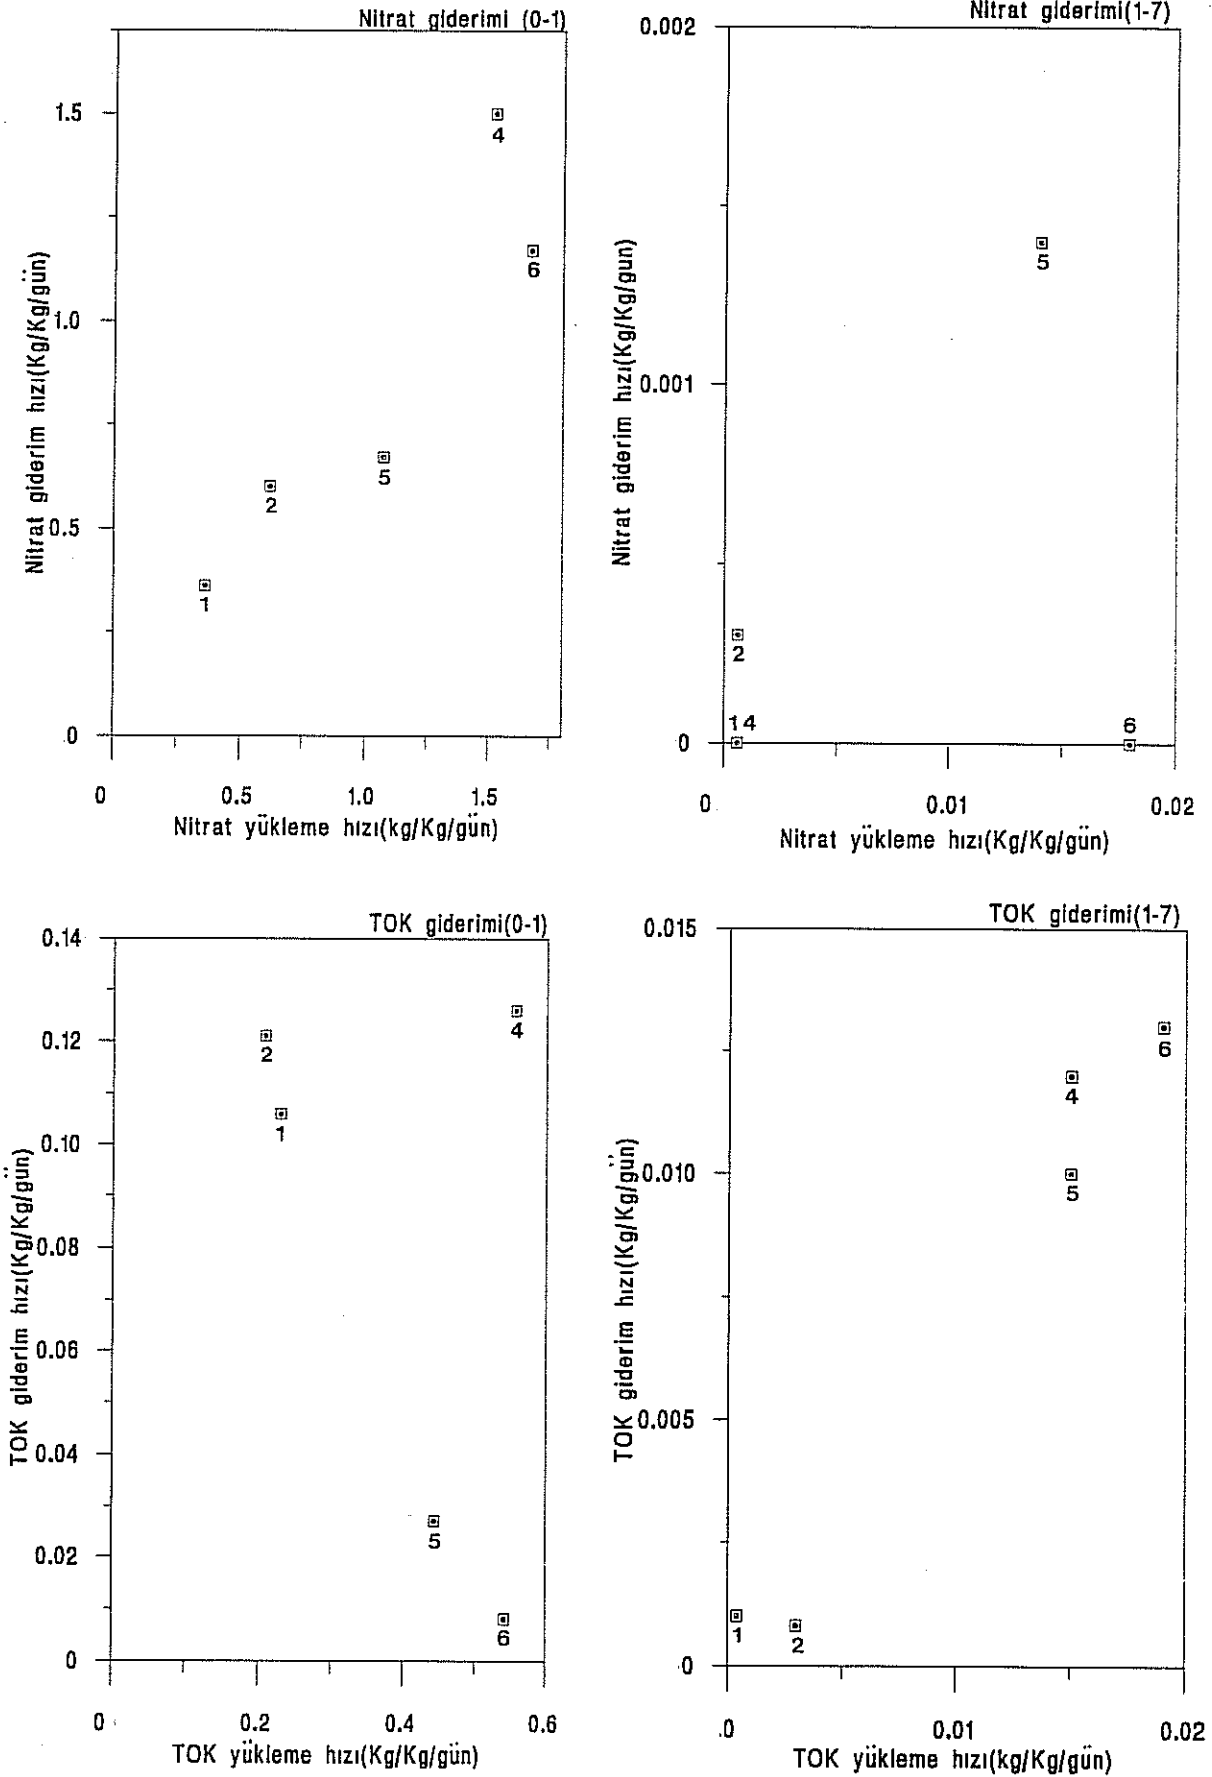 Nitrat giderimi (0-1)
1.5
4
6
1.0
5
2
0.5
1
.0
0 0.5 1.0 1.5
Nitrat giderim hızı(Kg/Kg/gün)
Nitrat yükleme hızı(kg/Kg/gün)
Nitrat giderimi(1-7)
0.002
5
0.001
2
14
6
0
0. 0.01 0.02
Nitrat giderim hızı(Kg/Kg/gun)
Nitrat yükleme hızı(Kg/Kg/gün)
TOK giderimi(0-1)
0.14
4
0.12
2
1
0.10
0.08
0.06
0.04
5
0.02
6
0
0 0.2 0.4 0.6
TOK giderim hızı(Kg/Kg/gün)
TOK yükleme hızı(Kg/Kg/gün)
TOK giderimi(1-7)
0.015
6
4
0.010
5
0.005
1
2
.0
.0 0.01 0.02
TOK giderim hızı(Kg/Kg/gün)
TOK yükleme hızı(kg/Kg/gün)